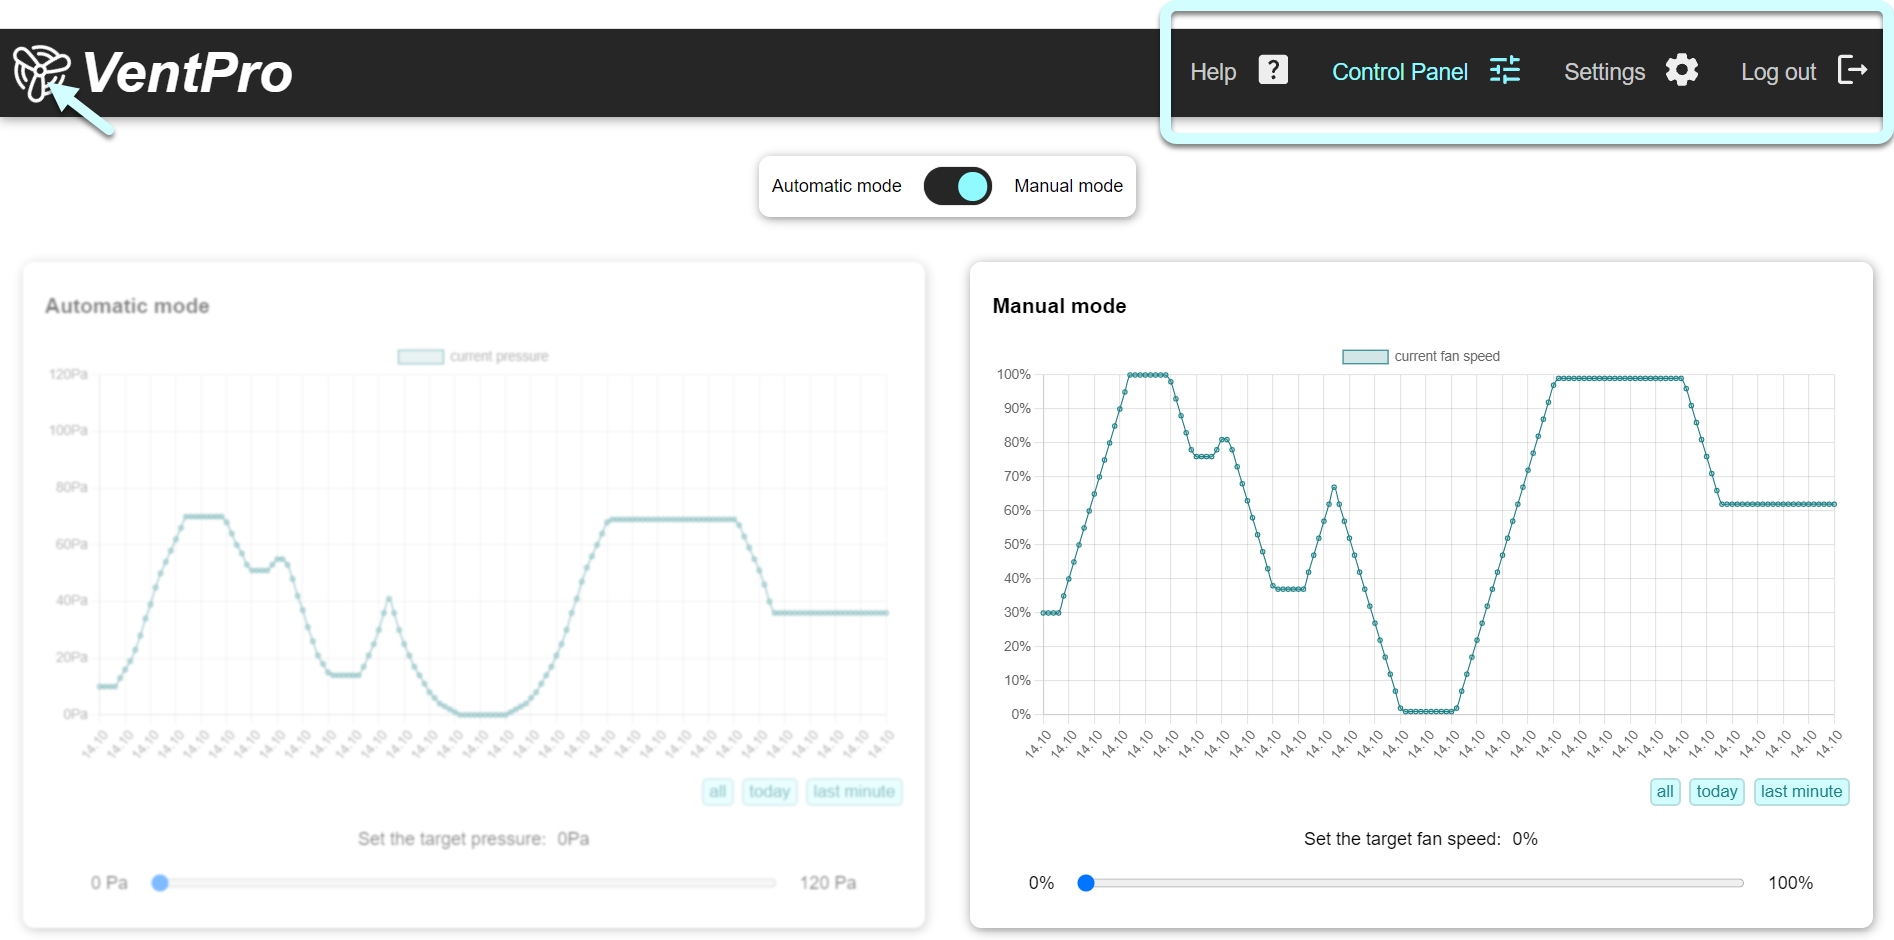 VentPro
Help ? Control Panel Settings Log out
Automatic mode Manual mode
Automatic mode
current pressure
120Pa
100Pa
80Pa
60Pa
40Pa
20Pa
0Pa
14.10 14.10 14.10 14.10 14.10 14.10 14.10 14.10 14.10 14.10 14.10 14.10 14.10 14.10 14.10 14.10 14.10 14.10 14.10 14.10 14.10 14.10 14.10 14.10 14.10 14.10 14.10 14.10 14.10 14.10 14.10 14.10
all today last minute
Set the target pressure: 0Pa
0 Pa 120 Pa
Manual mode
current fan speed
100%
90%
80%
70%
60%
50%
40%
30%
20%
10%
0%
14.10 14.10 14.10 14.10 14.10 14.10 14.10 14.10 14.10 14.10 14.10 14.10 14.10 14.10 14.10 14.10 14.10 14.10 14.10 14.10 14.10 14.10 14.10 14.10 14.10 14.10 14.10 14.10 14.10 14.10 14.10 14.10
all today last minute
Set the target fan speed: 0%
0% 100%